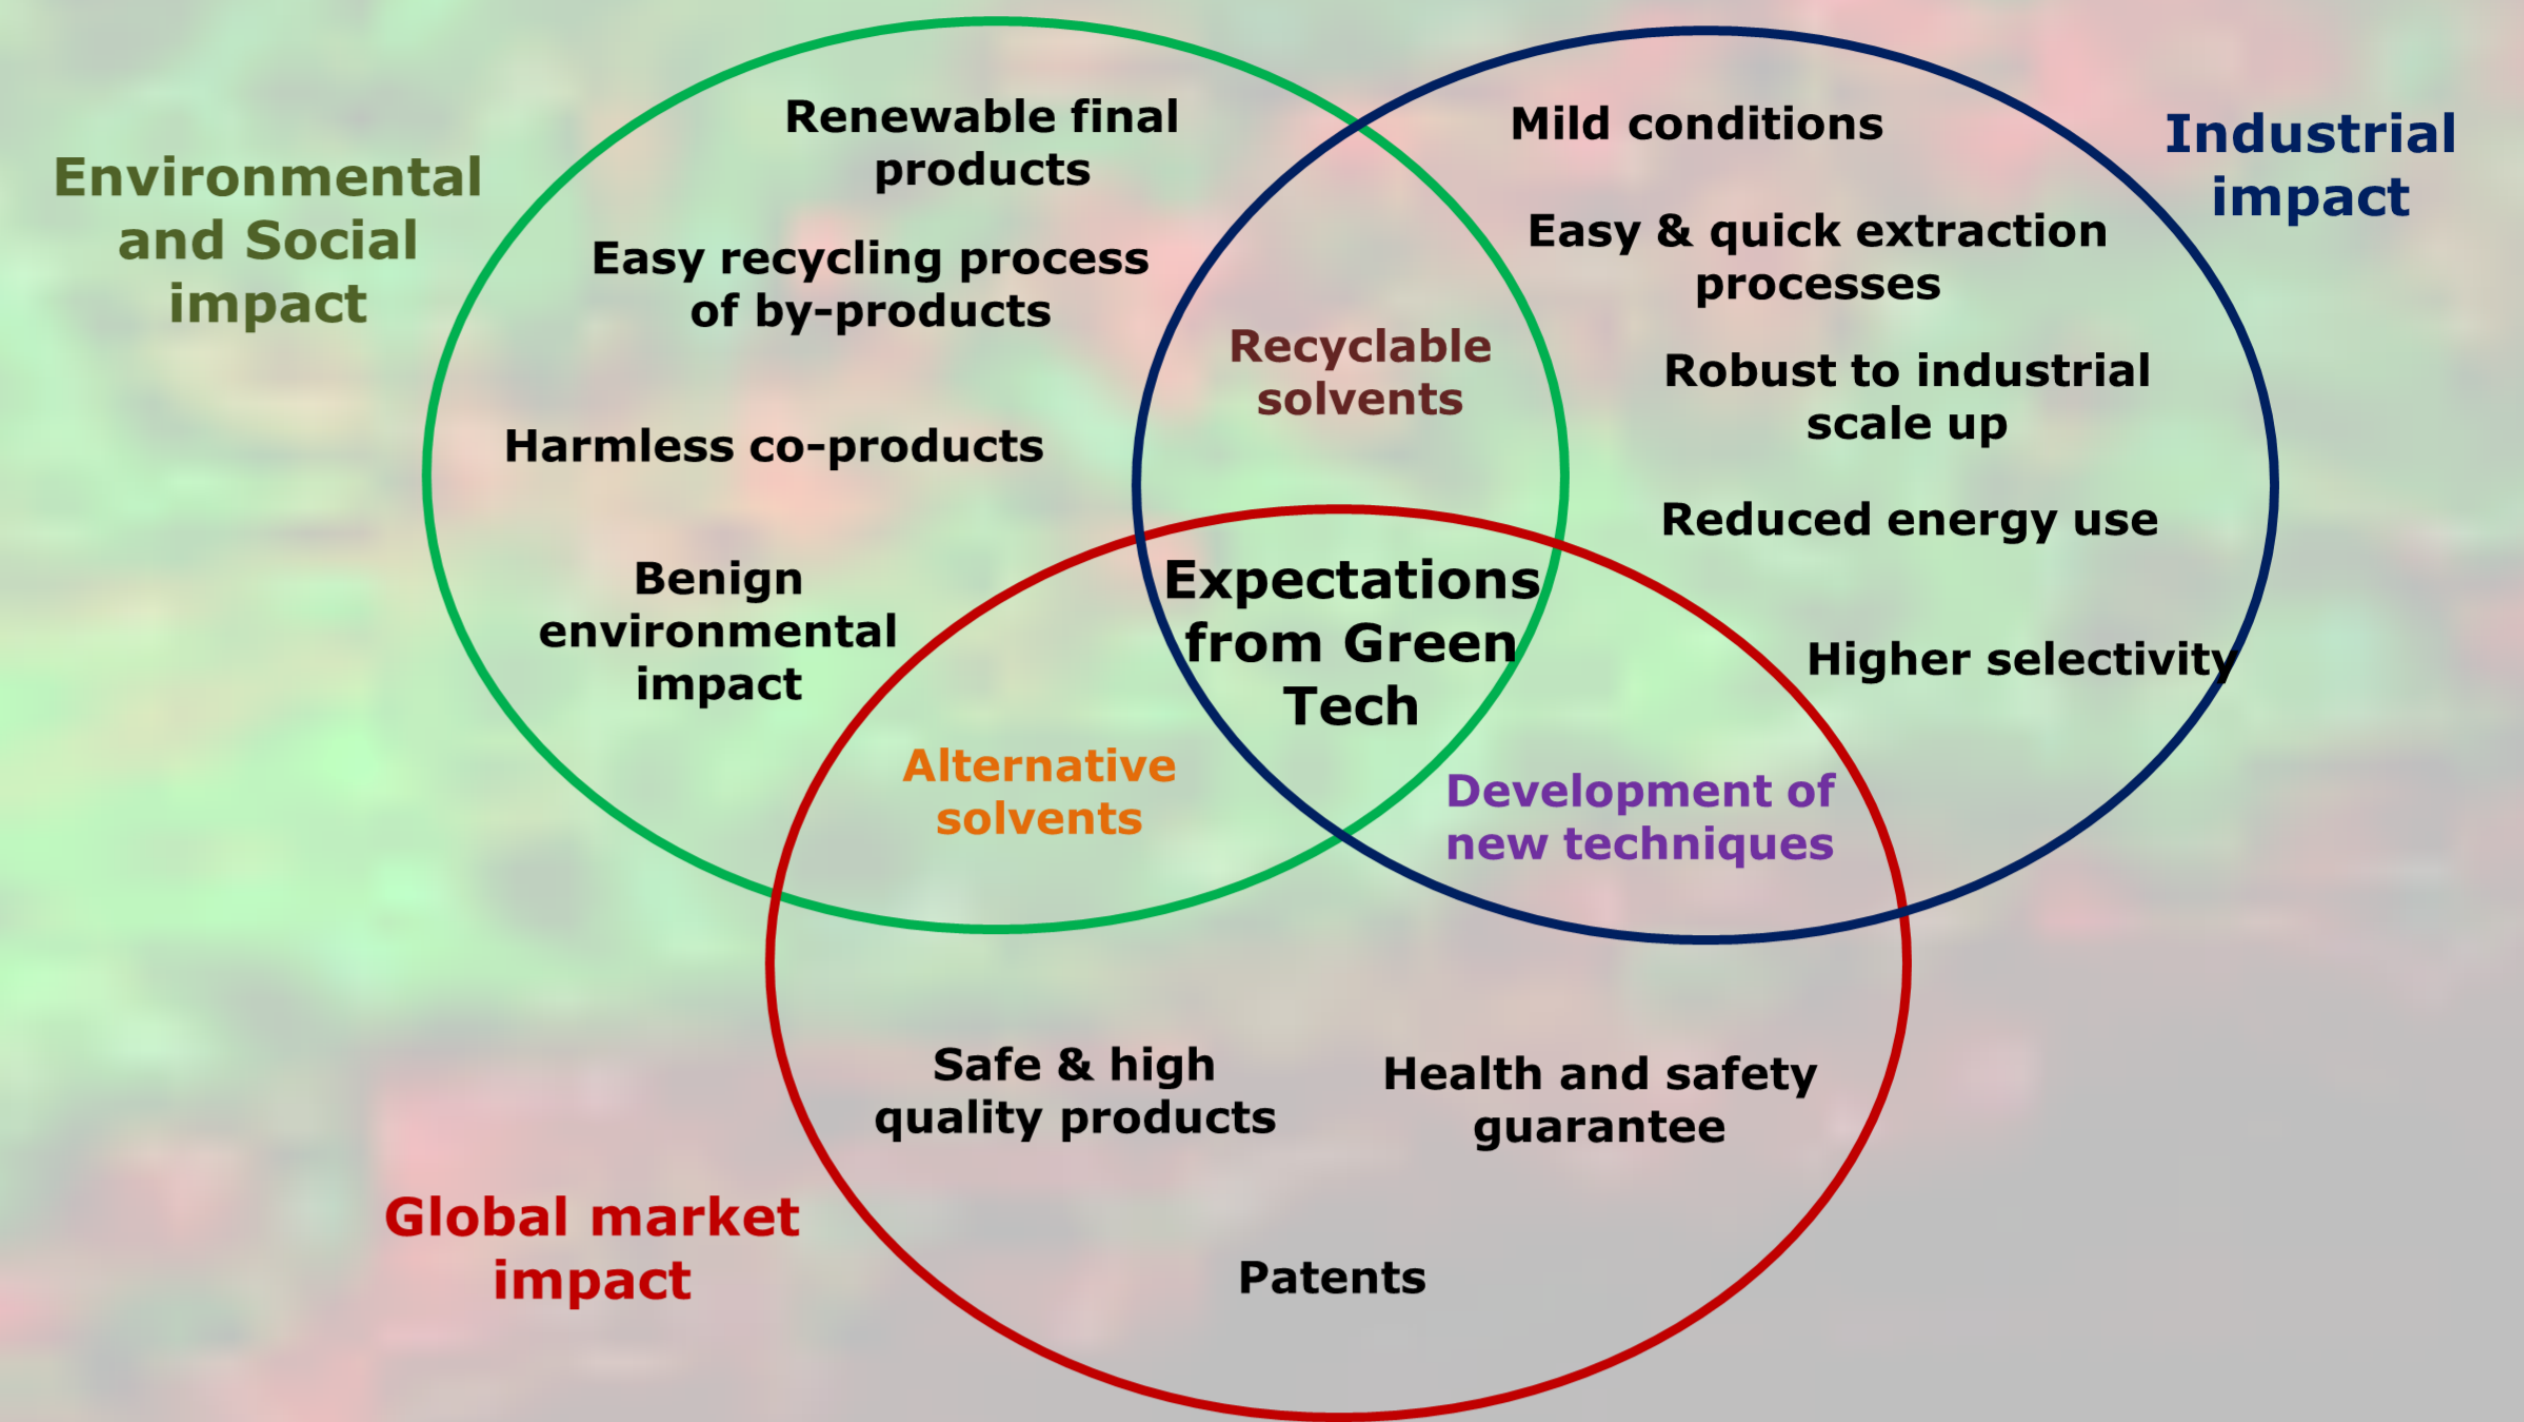 Environmental
and Social
impact
Renewable final
products
Easy recycling process
of by-products
Harmless co-products
Benign
environmental
impact
Recyclable
solvents
Mild conditions
Easy & quick extraction
processes
Robust to industrial
scale up
Reduced energy use
Higher selectivity
Industrial
impact
Expectations
from Green
Tech
Alternative
solvents
Development of
new techniques
Safe & high
quality products
Health and safety
guarantee
Patents
Global market
impact